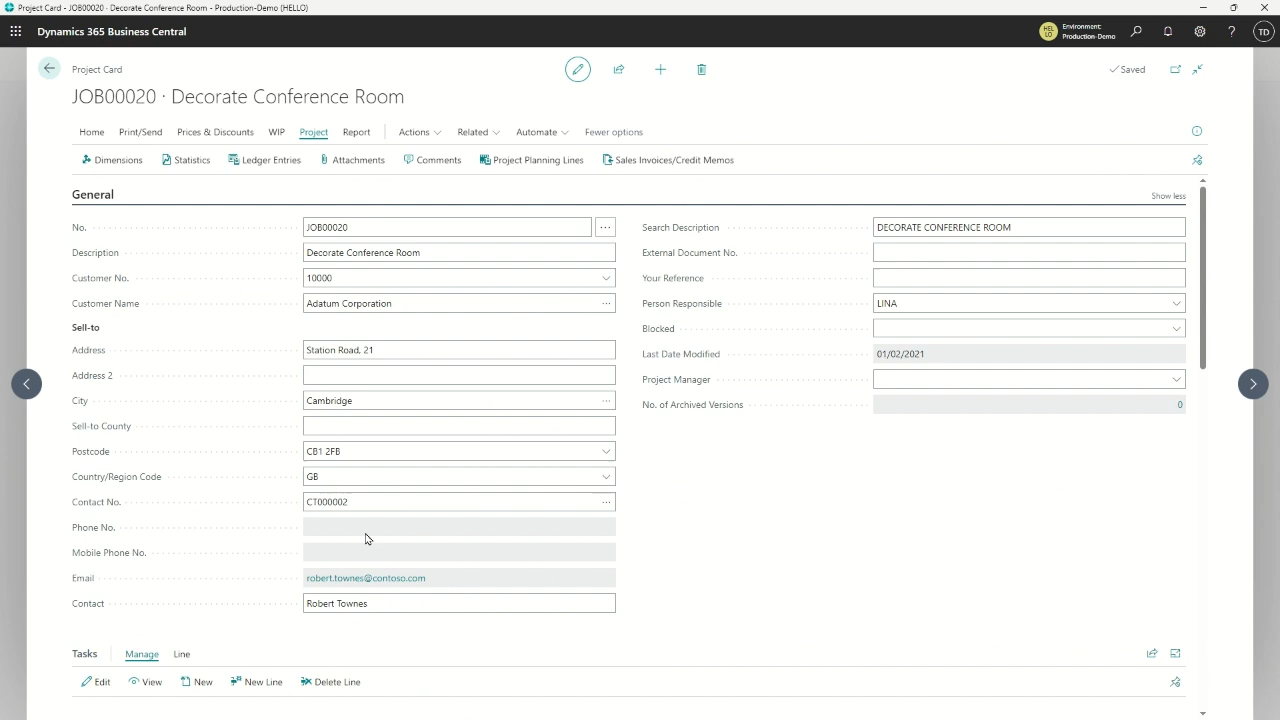 Project Card - JOB00020 · Decorate Conference Room - Production-Demo (HELLO)
Dynamics 365 Business Central
HEL LO
Environment:
Production-Demo
?
TD
Project Card
Saved
JOB00020 · Decorate Conference Room
Home Print/Send Prices & Discounts WIP Project Report Actions Related Automate Fewer options
Dimensions Statistics Ledger Entries Attachments Comments Project Planning Lines Sales Invoices/Credit Memos
General Show less
No. JOB00020 ... Search Description DECORATE CONFERENCE ROOM
Description Decorate Conference Room External Document No.
Customer No. 10000 Your Reference
Customer Name Adatum Corporation ... Person Responsible LINA
Sell-to Blocked
Address Station Road, 21 Last Date Modified 01/02/2021
Address 2 Project Manager
City Cambridge ... No. of Archived Versions 0
Sell-to County
Postcode CB1 2FB
Country/Region Code GB
Contact No. CT000002 ...
Phone No.
Mobile Phone No.
Email robert.townes@contoso.com
Contact Robert Townes
Tasks Manage Line
Edit View New New Line Delete Line